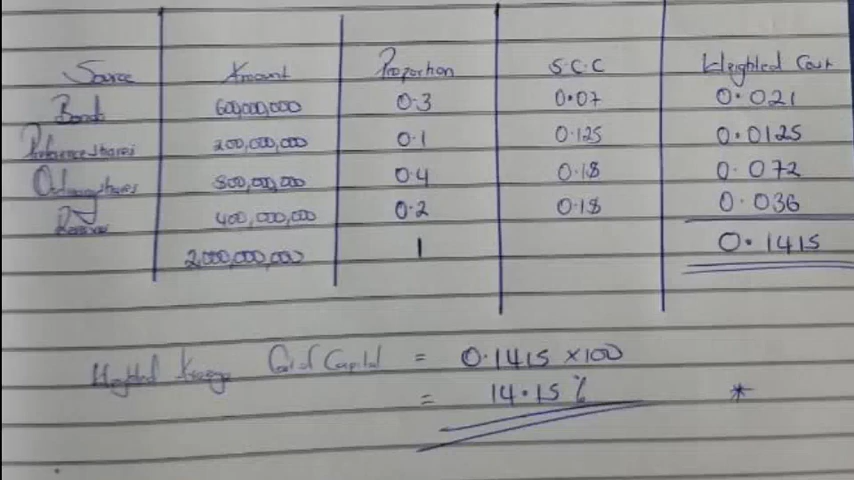 Source Amount Proportion S.C.C Weighted Cost
Bonds 600,000,000 0.3 0.07 0.021
Preference shares 200,000,000 0.1 0.125 0.0125
Ordinary shares 800,000,000 0.4 0.18 0.072
400,000,000 0.2 0.18 0.036
2,000,000,000 1 0.1415
Weighted Average Cost of Capital = 0.1415 x100
= 14.15 % *